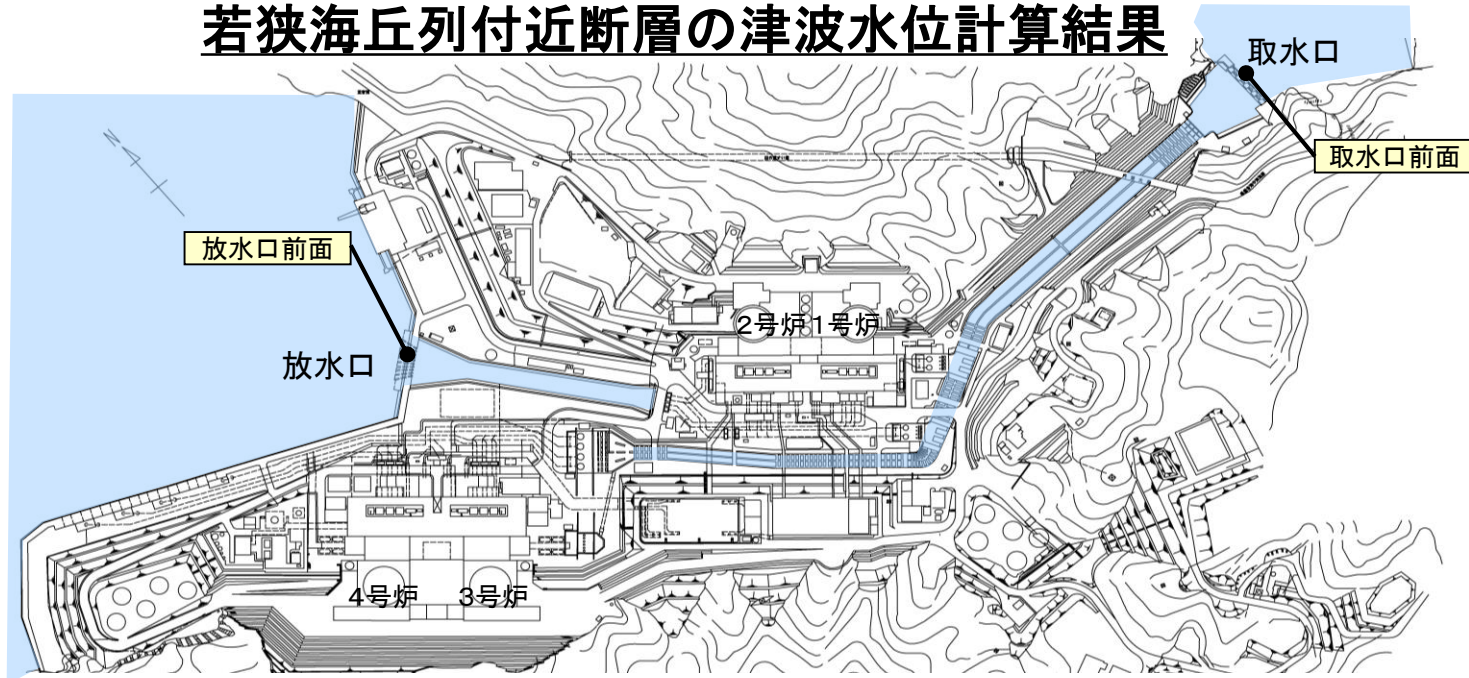 若狭海丘列付近断層の津波水位計算結果
取水口
取水口前面
N
放水口前面
2号炉 1号炉
放水口
4号炉 3号炉